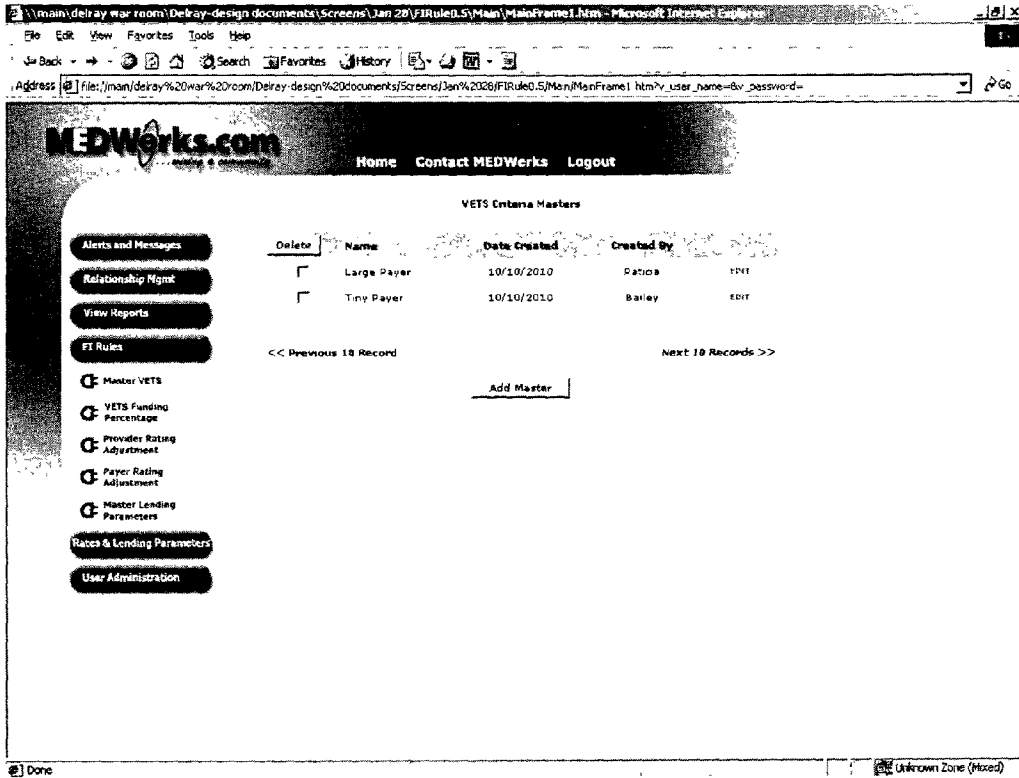 \\main\delray war room\Delray-design documents\Screens\Jan 28\FIRule0.5\Main\MainFrame1.htm - Microsoft Internet Explorer
File Edit View Favorites Tools Help
Back Search Favorites History
Address file://main/delray%20war%20room/Delray-design%20documents/Screens/Jan%2028/FIRule0.5/Main/MainFrame1.htm?v_user_name=&v_password= Go
MEDWerks.com
Home Contact MEDWerks Logout
VETS Criteria Masters
Delete Name Date Created Created By
Large Payer 10/10/2010 Patricia EDIT
Tiny Payer 10/10/2010 Bailey EDIT
<< Previous 10 Record Next 10 Records >>
Add Master
Alerts and Messages
Relationship Mgmt
View Reports
FI Rules
Master VETS
VETS Funding
Percentage
Provider Rating
Adjustment
Payer Rating
Adjustment
Master Lending
Parameters
Rates & Lending Parameters
User Administration
Done Unknown Zone (Mixed)